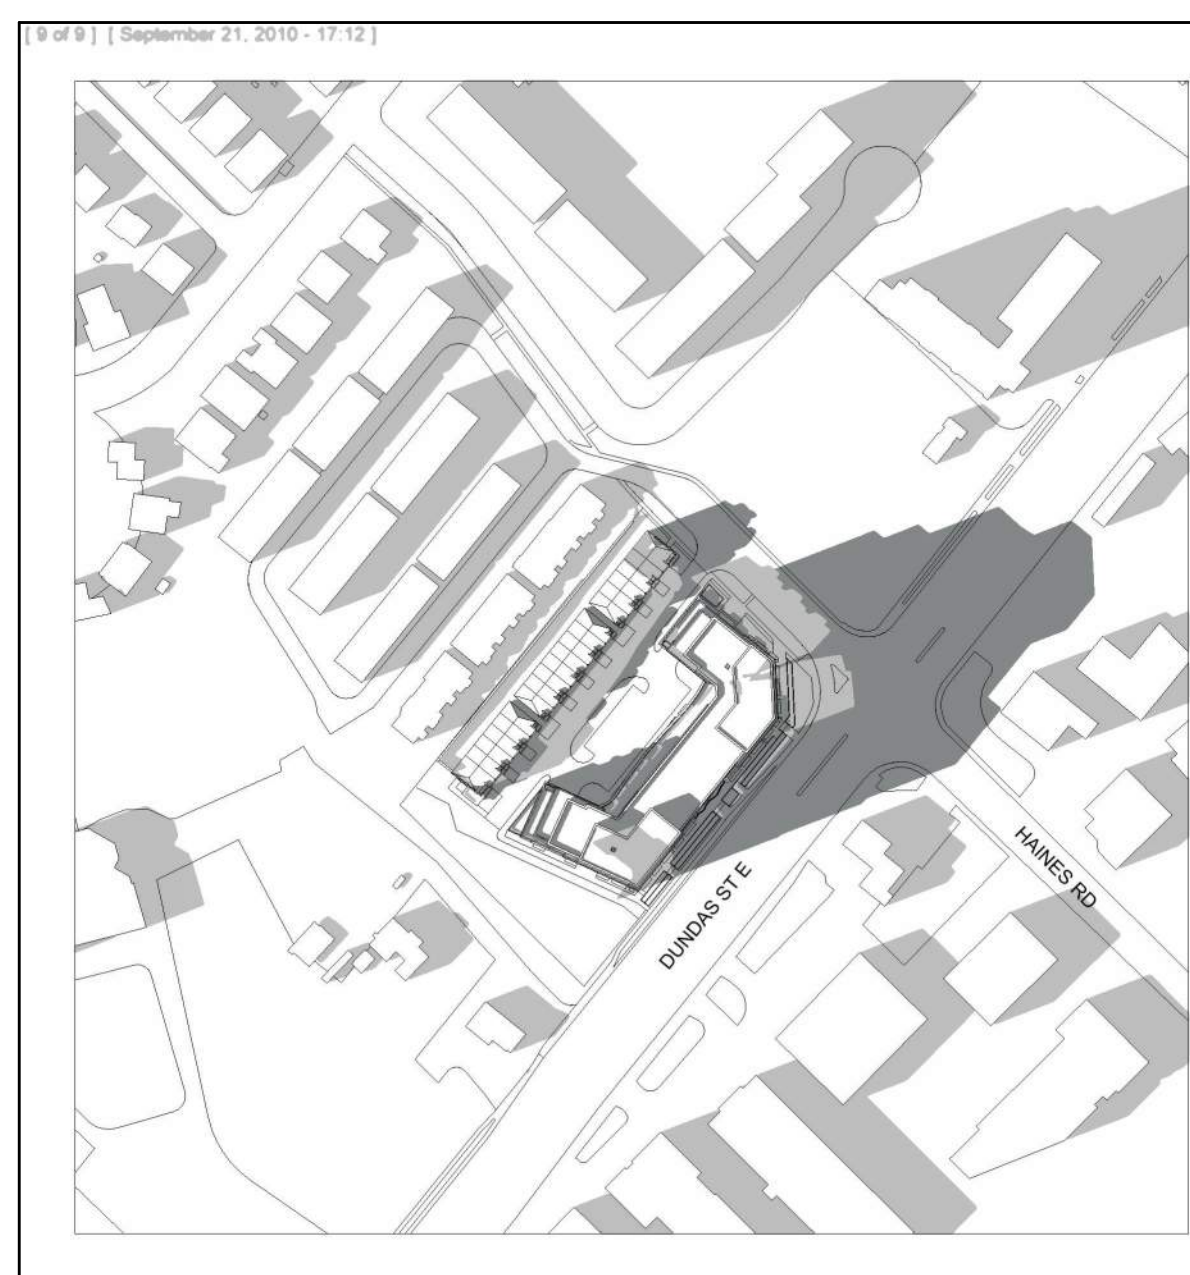 [ 9 of 9 ] [ September 21, 2010 - 17:12 ]
HAINES RD
DUNDAS ST E